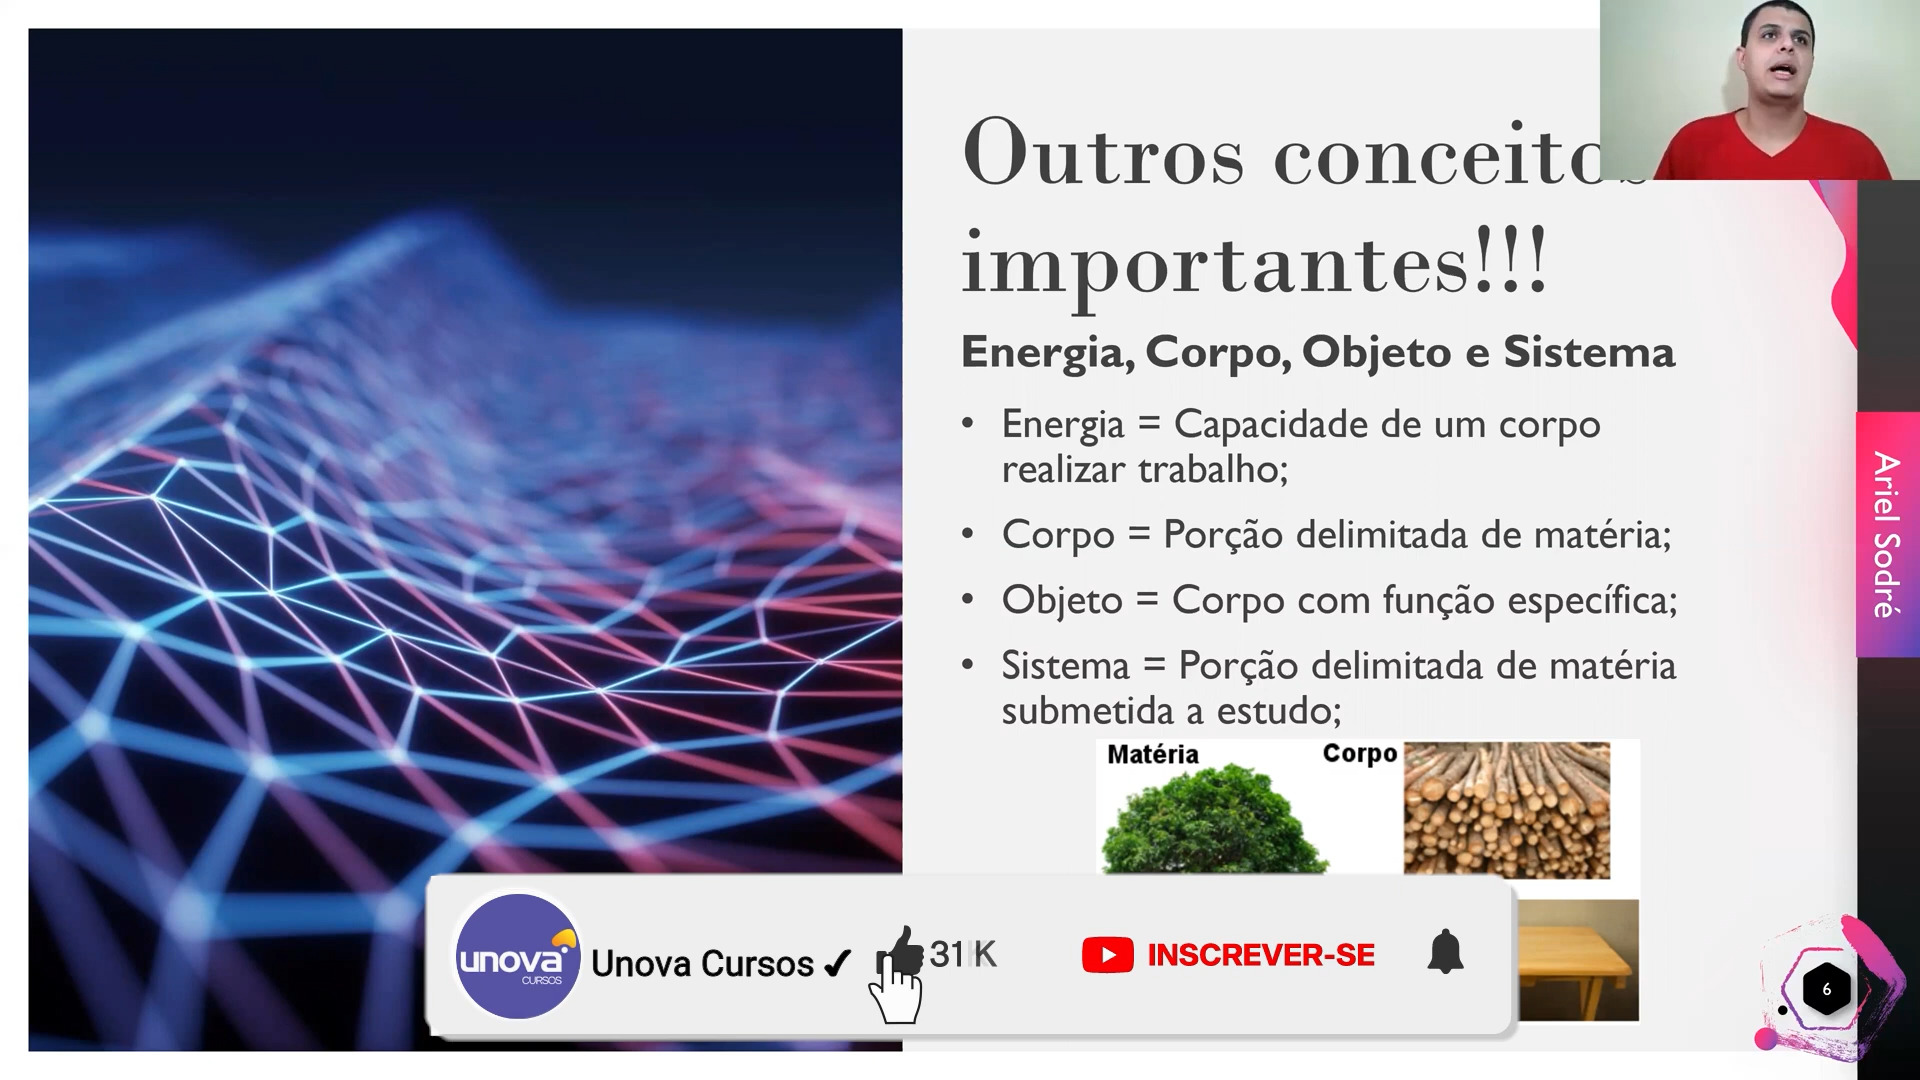 Outros conceitos
importantes!!!
Energia, Corpo, Objeto e Sistema
• Energia = Capacidade de um corpo
realizar trabalho;
• Corpo = Porção delimitada de matéria;
• Objeto = Corpo com função específica;
• Sistema = Porção delimitada de matéria
submetida a estudo;
Matéria
Corpo
Ariel Sodré
unova
CURSOS
Unova Cursos ✔
31K
INSCREVER-SE
6